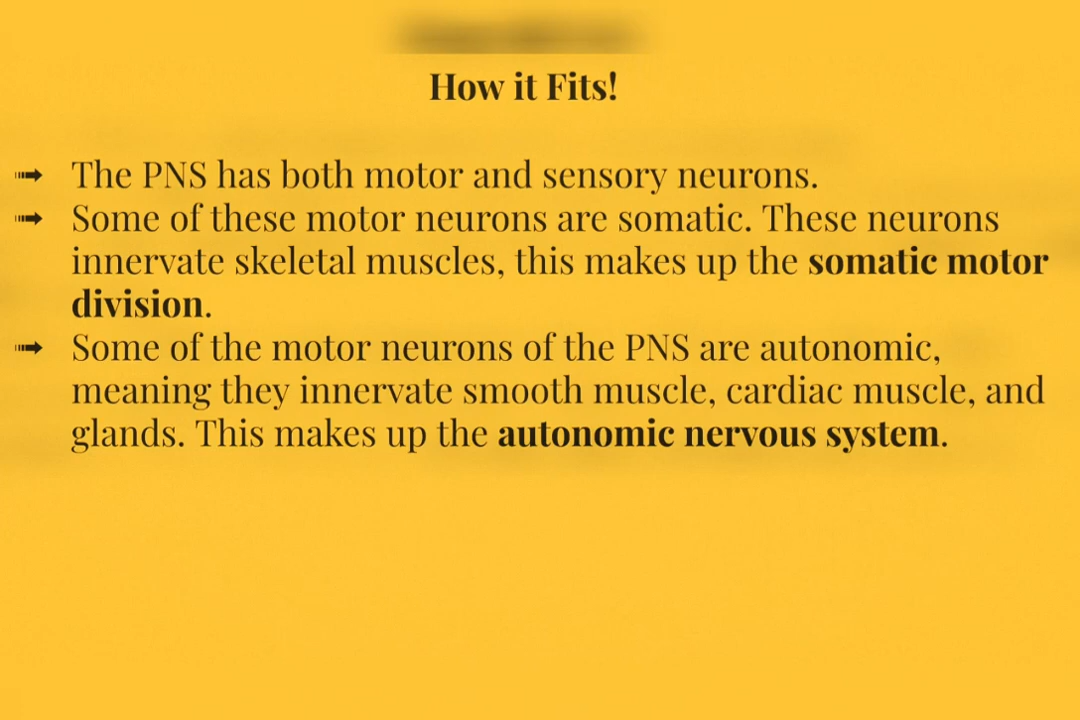 How it Fits!
The PNS has both motor and sensory neurons.
Some of these motor neurons are somatic. These neurons
innervate skeletal muscles, this makes up the somatic motor
division.
Some of the motor neurons of the PNS are autonomic,
meaning they innervate smooth muscle, cardiac muscle, and
glands. This makes up the autonomic nervous system.